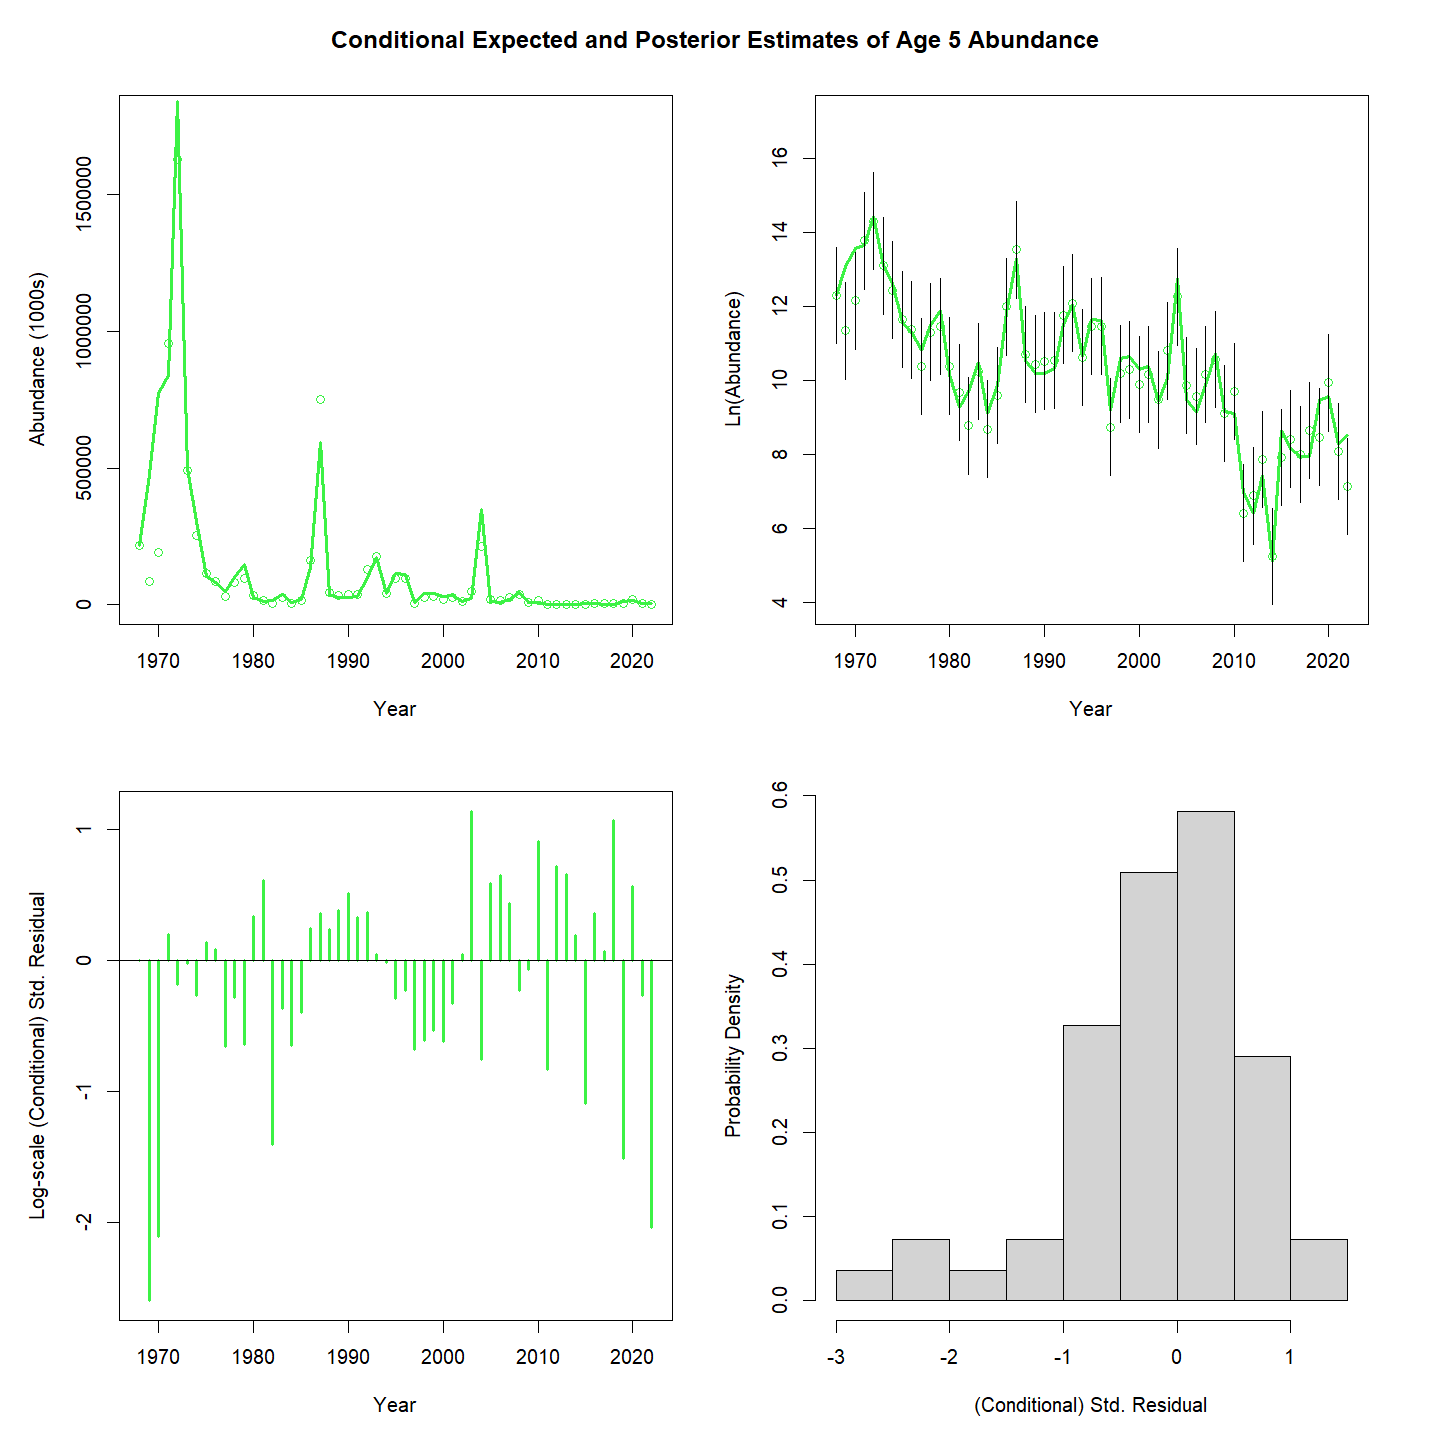 Conditional Expected and Posterior Estimates of Age 5 Abundance
Abundance (1000s)
0 500000 1000000 1500000
1970 1980 1990 2000 2010 2020
Year
Ln(Abundance)
4 6 8 10 12 14 16
1970 1980 1990 2000 2010 2020
Year
Log-scale (Conditional) Std. Residual
-2 -1 0 1
1970 1980 1990 2000 2010 2020
Year
Probability Density
0.0 0.1 0.2 0.3 0.4 0.5 0.6
-3 -2 -1 0 1
(Conditional) Std. Residual